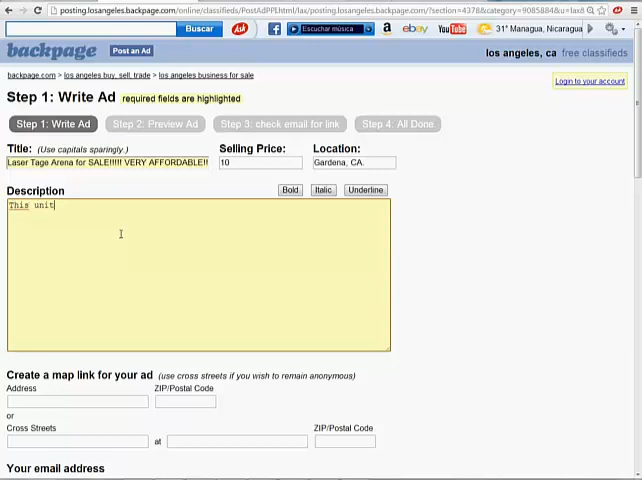 posting.losangeles.backpage.com/online/classifieds/PostAdPPI.html/lax/posting.losangeles.backpage.com/?section=4378&category=9085884&u=lax&
Buscar Ask Escuchar música a ebay You Tube 31° Managua, Nicaragua
backpage Post an Ad los angeles, ca free classifieds
backpage.com > los angeles buy, sell, trade > los angeles business for sale Login to your account
Step 1: Write Ad required fields are highlighted
Step 1: Write Ad Step 2: Preview Ad Step 3: check email for link Step 4: All Done
Title: (Use capitals sparingly.) Selling Price: Location:
Laser Tage Arena for SALE!!!!! VERY AFFORDABLE!! 10 Gardena, CA.
Description Bold Italic Underline
This unit
Create a map link for your ad (use cross streets if you wish to remain anonymous)
Address ZIP/Postal Code
or
Cross Streets ZIP/Postal Code
at
Your email address